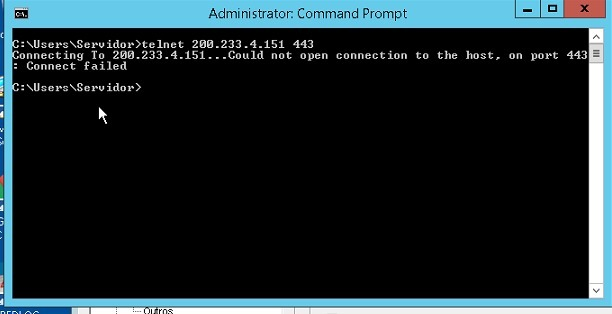 Administrator: Command Prompt
C:\Users\Servidor>telnet 200.233.4.151 443
Connecting To 200.233.4.151...Could not open connection to the host, on port 443
: Connect failed
C:\Users\Servidor>
Outros